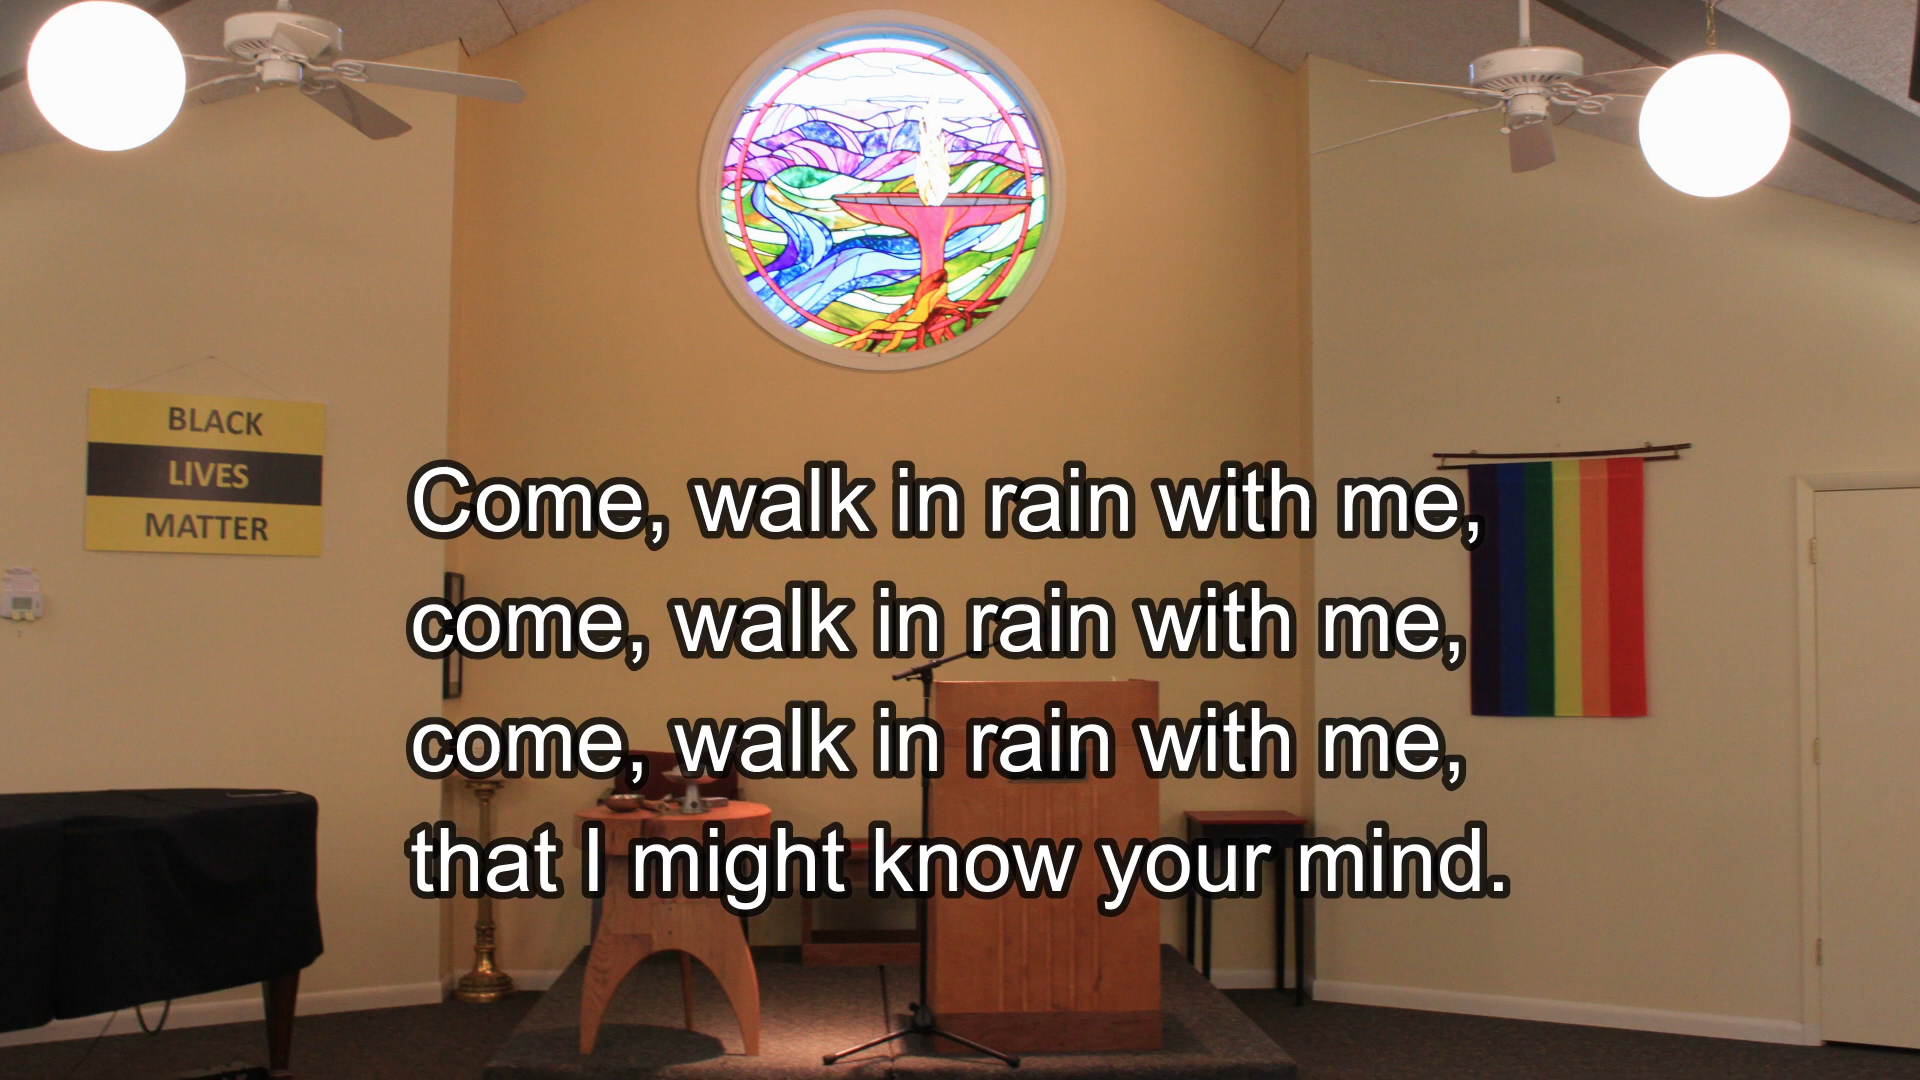 BLACK
LIVES
MATTER
Come, walk in rain with me,
come, walk in rain with me,
come, walk in rain with me,
that I might know your mind.